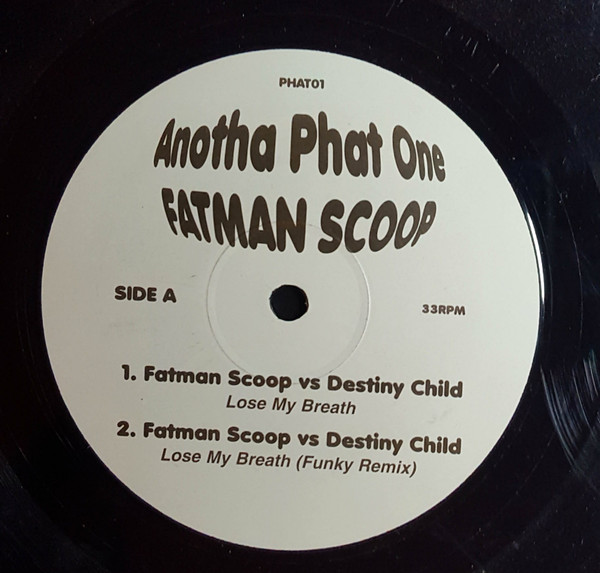 PHAT01
Anotha Phat One
FATMAN SCOOP
SIDE A
33RPM
1. Fatman Scoop vs Destiny Child
Lose My Breath
2. Fatman Scoop vs Destiny Child
Lose My Breath (Funky Remix)